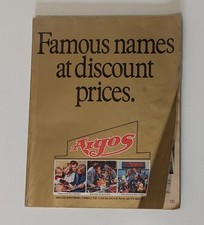 Famous names
at discount
prices.
Argos